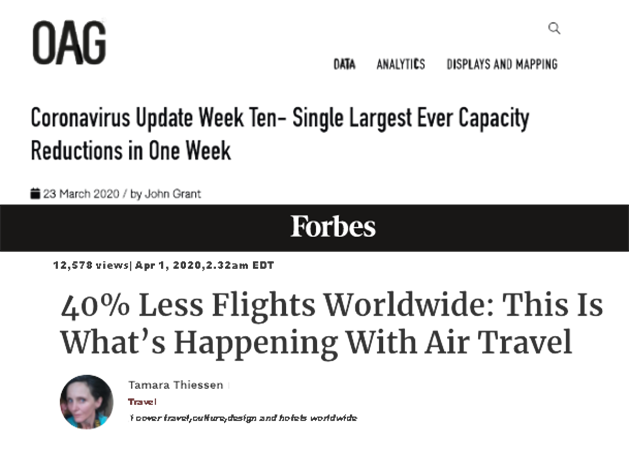 OAG
DATA ANALYTICS DISPLAYS AND MAPPING
Coronavirus Update Week Ten- Single Largest Ever Capacity
Reductions in One Week
23 March 2020 / by John Grant
Forbes
12,578 views| Apr 1, 2020,2.32am EDT
40% Less Flights Worldwide: This Is
What's Happening With Air Travel
Tamara Thiessen
Travel
I cover travel,culture,design and hotels worldwide